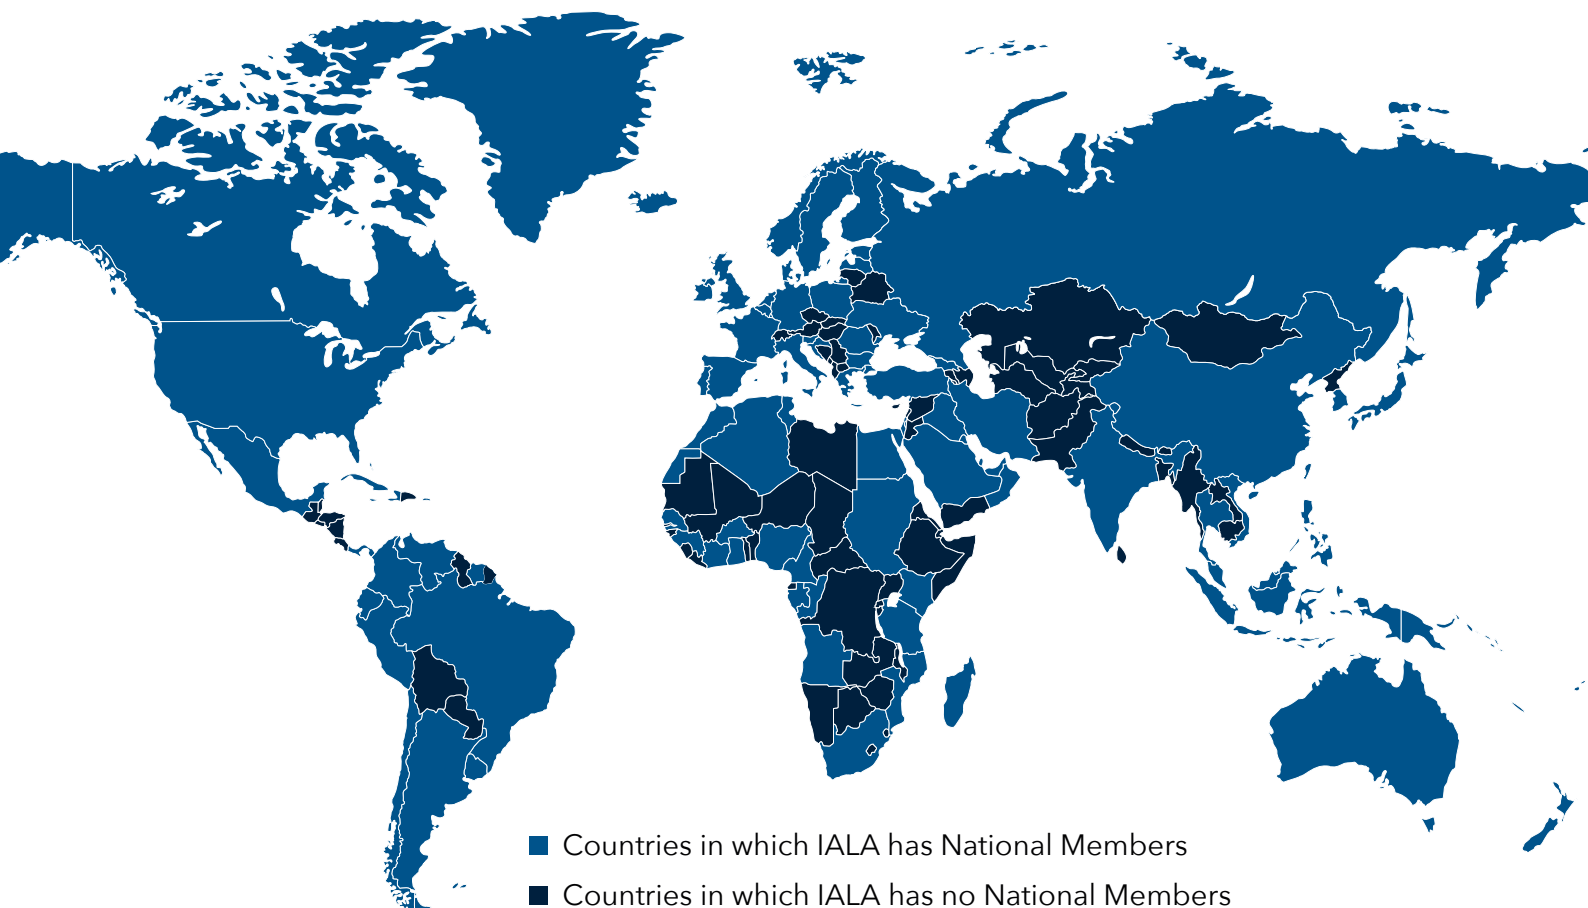 Countries in which IALA has National Members
Countries in which IALA has no National Members